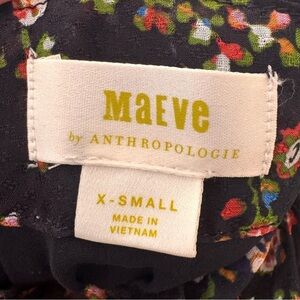 MaEVe
by ANTHROPOLOGIE
X-SMALL
MADE IN
VIETNAM